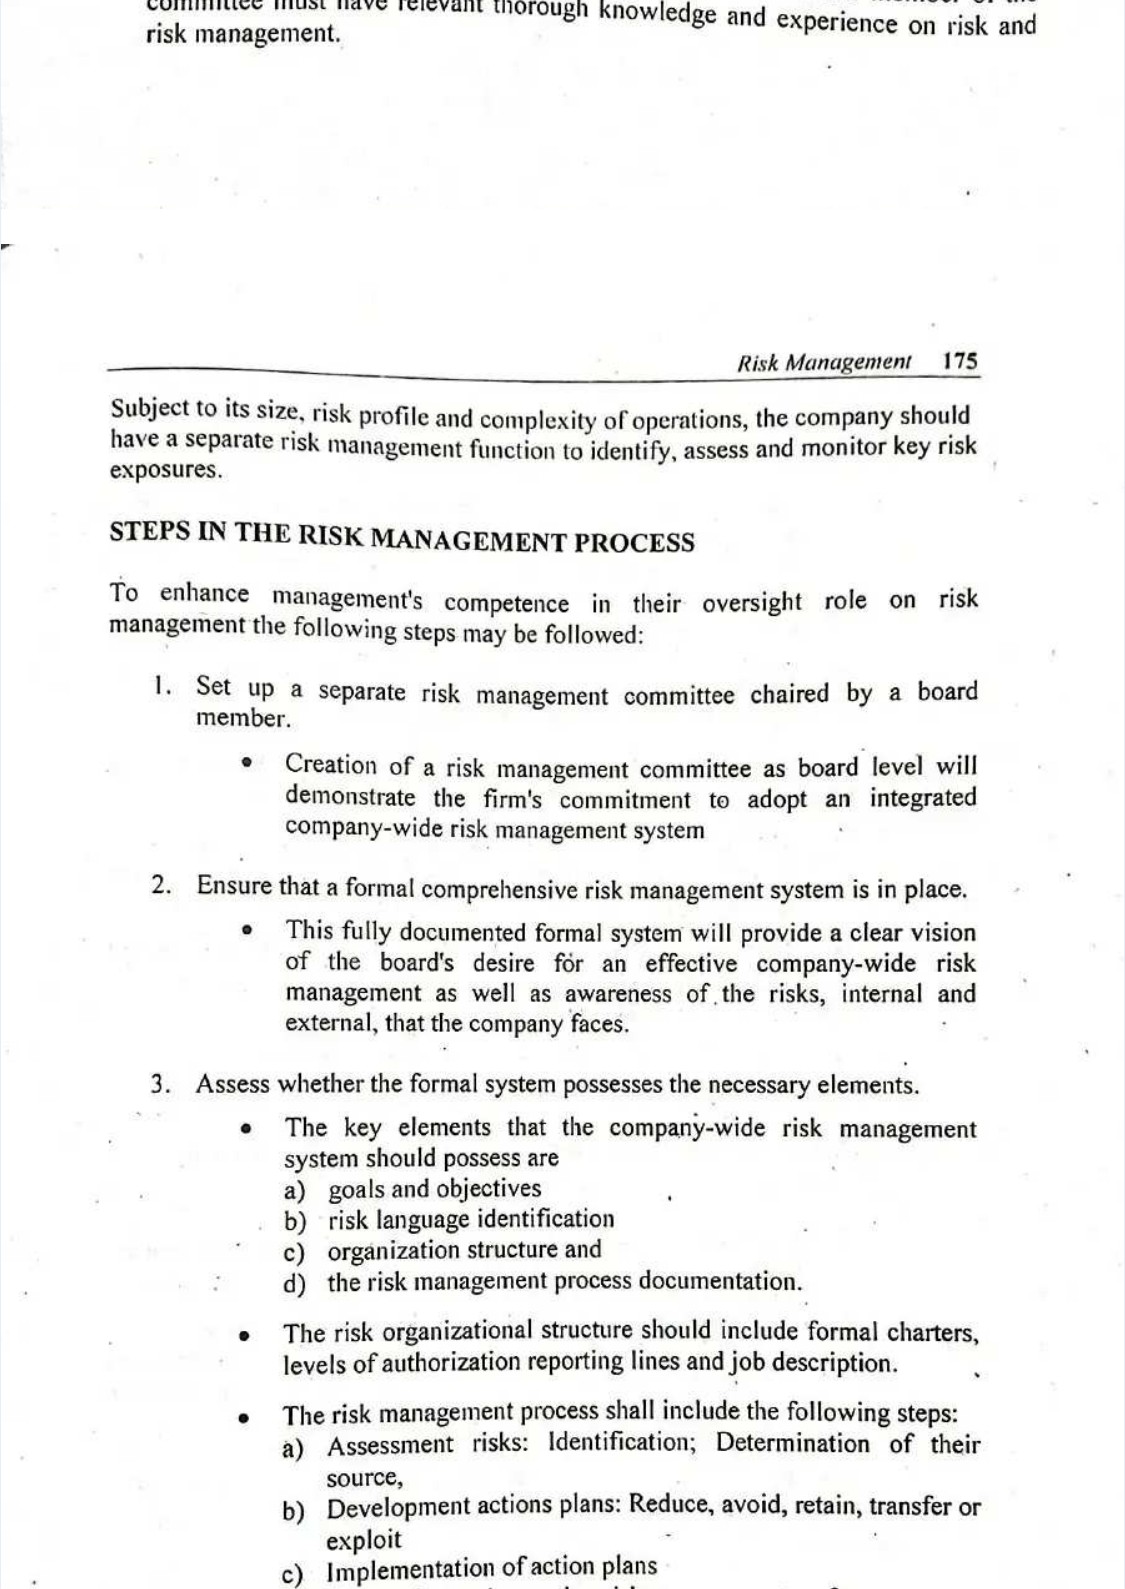 committee must have relevant thorough knowledge and experience on risk and
risk management.
Risk Management 175
Subject to its size, risk profile and complexity of operations, the company should
have a separate risk management function to identify, assess and monitor key risk
exposures.
STEPS IN THE RISK MANAGEMENT PROCESS
To enhance management's competence in their oversight role on risk
management the following steps may be followed:
1. Set up a separate risk management committee chaired by a board
member.
• Creation of a risk management committee as board level will
demonstrate the firm's commitment to adopt an integrated
company-wide risk management system
2. Ensure that a formal comprehensive risk management system is in place.
• This fully documented formal system will provide a clear vision
of the board's desire for an effective company-wide risk
management as well as awareness of the risks, internal and
external, that the company faces.
3. Assess whether the formal system possesses the necessary elements.
• The key elements that the company-wide risk management
system should possess are
a) goals and objectives
b) risk language identification
c) organization structure and
d) the risk management process documentation.
• The risk organizational structure should include formal charters,
levels of authorization reporting lines and job description.
• The risk management process shall include the following steps:
a) Assessment risks: Identification; Determination of their
source,
b) Development actions plans: Reduce, avoid, retain, transfer or
exploit
c) Implementation of action plans